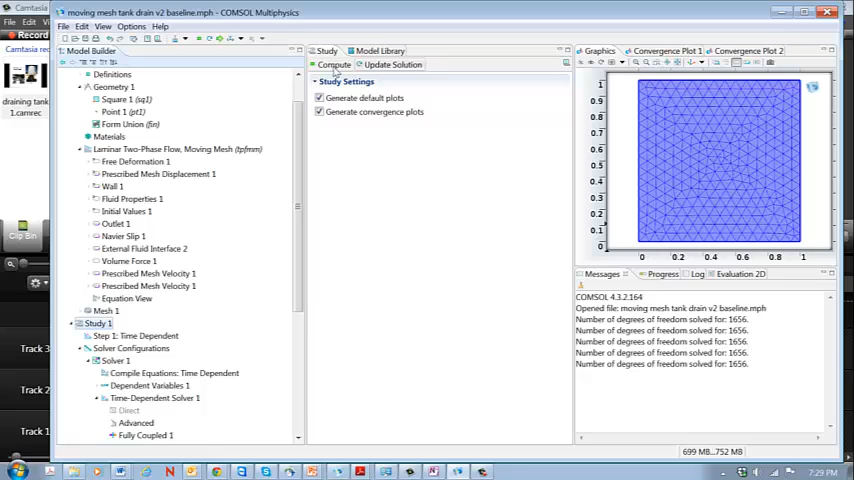 Camtasia
moving mesh tank drain v2 baseline.mph - COMSOL Multiphysics
File
File Edit View Options Help
Record
Model Builder
Study
Model Library
Graphics
Convergence Plot 1
Convergence Plot 2
Camtasia rec
Compute
Update Solution
Definitions
Geometry 1
Square 1 (sq1)
Point 1 (pt1)
Form Union (fin)
Materials
Laminar Two-Phase Flow, Moving Mesh (tpfmm)
Free Deformation 1
Prescribed Mesh Displacement 1
Wall 1
Fluid Properties 1
Initial Values 1
Outlet 1
Navier Slip 1
External Fluid Interface 2
Volume Force 1
Prescribed Mesh Velocity 1
Prescribed Mesh Velocity 1
Equation View
Mesh 1
Study 1
Step 1: Time Dependent
Solver Configurations
Solver 1
Compile Equations: Time Dependent
Dependent Variables 1
Time-Dependent Solver 1
Direct
Advanced
Fully Coupled 1
Study Settings
Generate default plots
Generate convergence plots
draining tank
1.camrec
Clip Bin
Track 3
Track 2
Track 1
1
0.9
0.8
0.7
0.6
0.5
0.4
0.3
0.2
0.1
0
0 0.2 0.4 0.6 0.8 1
Messages
Progress
Log
Evaluation 2D
COMSOL 4.3.2.164
Opened file: moving mesh tank drain v2 baseline.mph
Number of degrees of freedom solved for: 1656.
Number of degrees of freedom solved for: 1656.
Number of degrees of freedom solved for: 1656.
Number of degrees of freedom solved for: 1656.
Number of degrees of freedom solved for: 1656.
699 MB...752 MB
7:29 PM